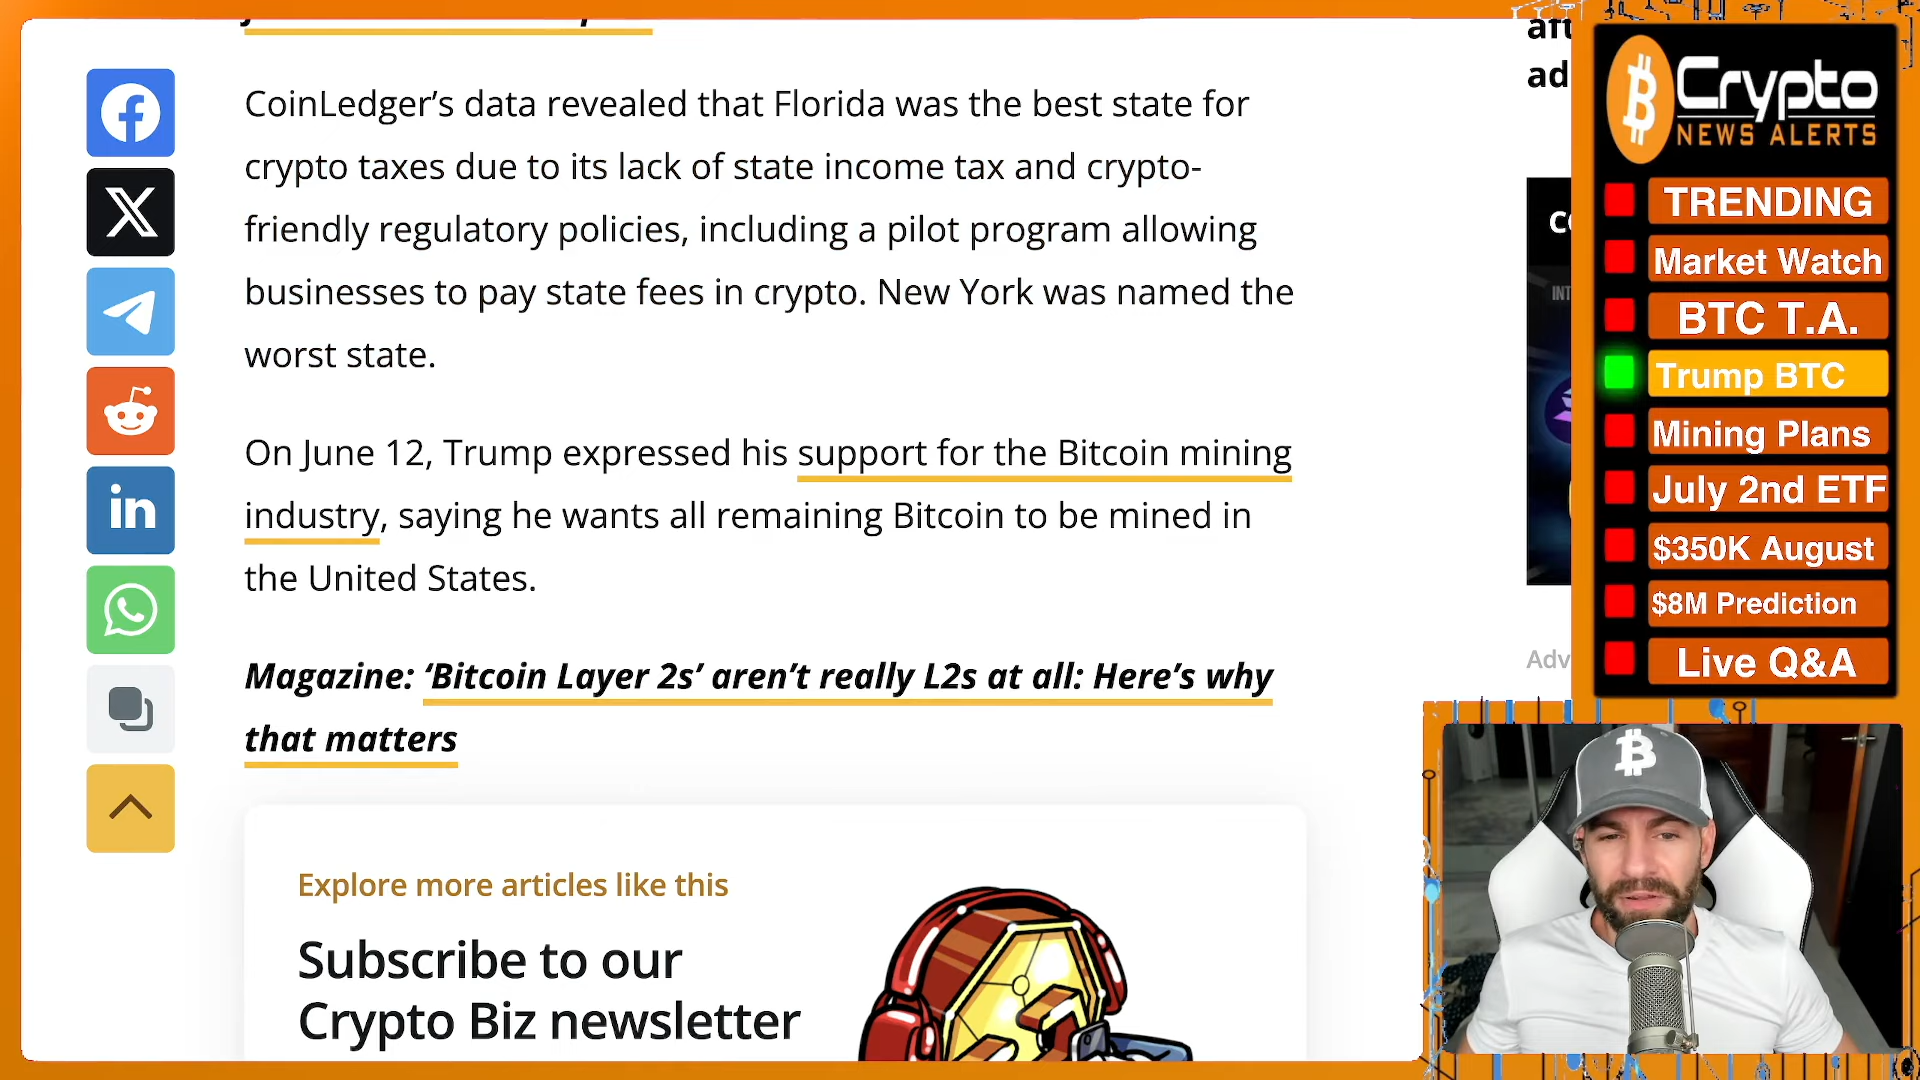 CoinLedger’s data revealed that Florida was the best state for
crypto taxes due to its lack of state income tax and crypto-
friendly regulatory policies, including a pilot program allowing
businesses to pay state fees in crypto. New York was named the
worst state.
On June 12, Trump expressed his support for the Bitcoin mining
industry, saying he wants all remaining Bitcoin to be mined in
the United States.
Magazine: ‘Bitcoin Layer 2s’ aren’t really L2s at all: Here’s why
that matters
Explore more articles like this
Subscribe to our
Crypto Biz newsletter
ad
Adv
Crypto
NEWS ALERTS
TRENDING
Market Watch
BTC T.A.
Trump BTC
Mining Plans
July 2nd ETF
$350K August
$8M Prediction
Live Q&A